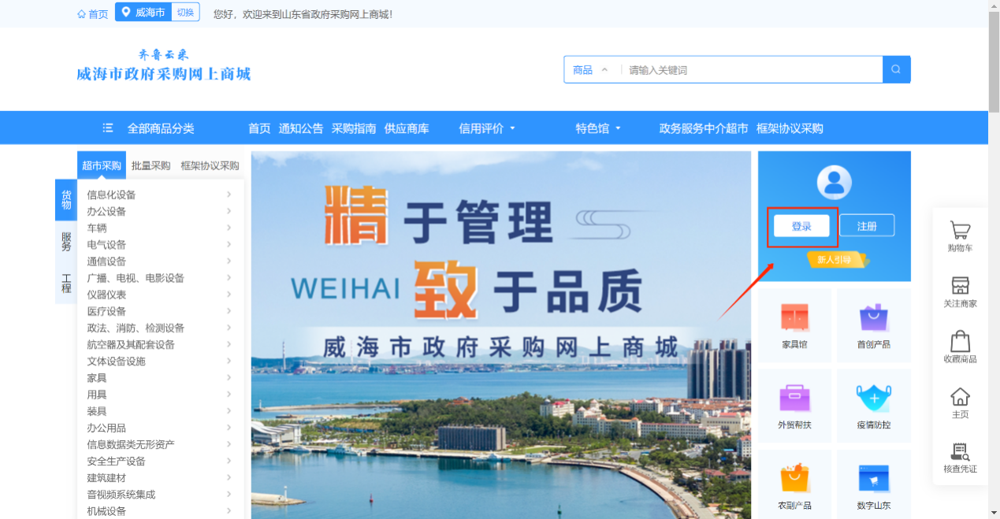 首页 威海市 切换 您好，欢迎来到山东省政府采购网上商城！
齐鲁云采
威海市政府采购网上商城
商品 请输入关键词
全部商品分类 首页 通知公告 采购指南 供应商库 信用评价 特色馆 政务服务中介超市 框架协议采购
超市采购 批量采购 框架协议采购
货物
服务
工程
信息化设备
办公设备
车辆
电气设备
通信设备
广播、电视、电影设备
仪器仪表
医疗设备
政法、消防、检测设备
航空器及其配套设备
文体设备设施
家具
用具
装具
办公用品
信息数据类无形资产
安全生产设备
建筑建材
音视频系统集成
机械设备
精于管理
WEIHAI 致于品质
威海市政府采购网上商城
登录 注册
新人引导
家具馆 首创产品
外贸帮扶 疫情防控
农副产品 数字山东
购物车
关注商家
收藏商品
主页
核查凭证